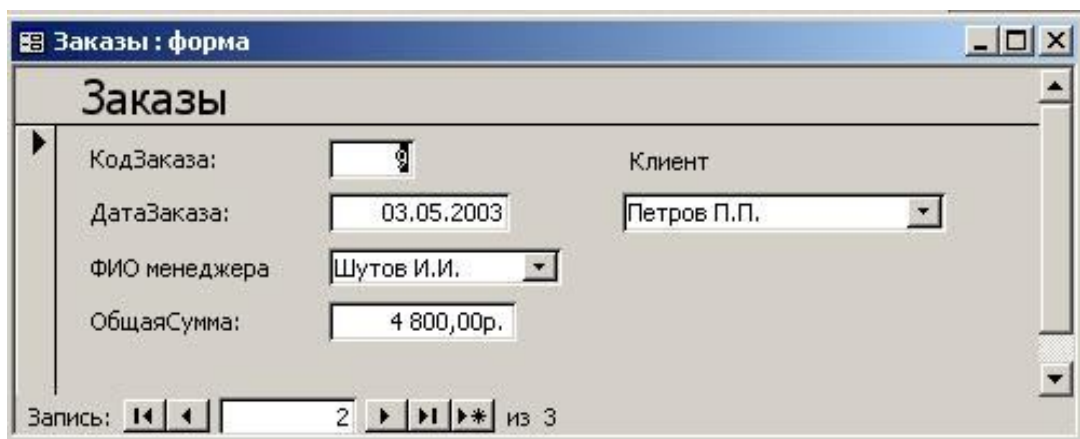 Заказы : форма
Заказы
КодЗаказа: 9 Клиент
ДатаЗаказа: 03.05.2003 Петров П.П.
ФИО менеджера Шутов И.И.
ОбщаяСумма: 4 800,00р.
Запись: 2 из 3